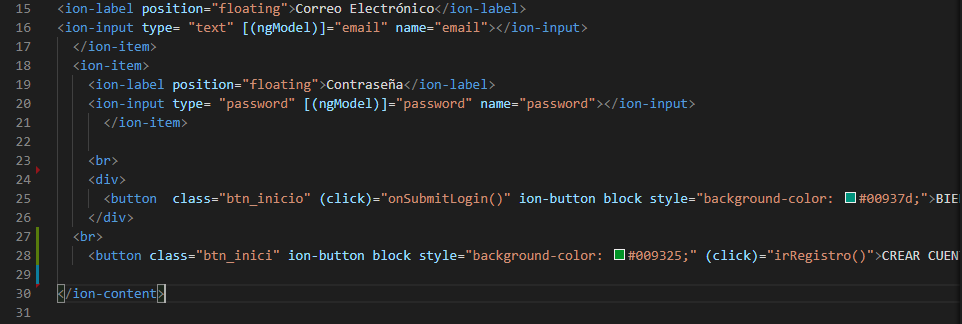 15 <ion-label position="floating">Correo Electrónico</ion-label>
16 <ion-input type= "text" [(ngModel)]="email" name="email"></ion-input>
17 </ion-item>
18 <ion-item>
19 <ion-label position="floating">Contraseña</ion-label>
20 <ion-input type= "password" [(ngModel)]="password" name="password"></ion-input>
21 </ion-item>
22
23 <br>
24 <div>
25 <button  class="btn_inicio" (click)="onSubmitLogin()" ion-button block style="background-color: #00937d;">BIE
26 </div>
27 <br>
28 <button class="btn_inici" ion-button block style="background-color: #009325;" (click)="irRegistro()">CREAR CUEN
29
30 </ion-content>
31